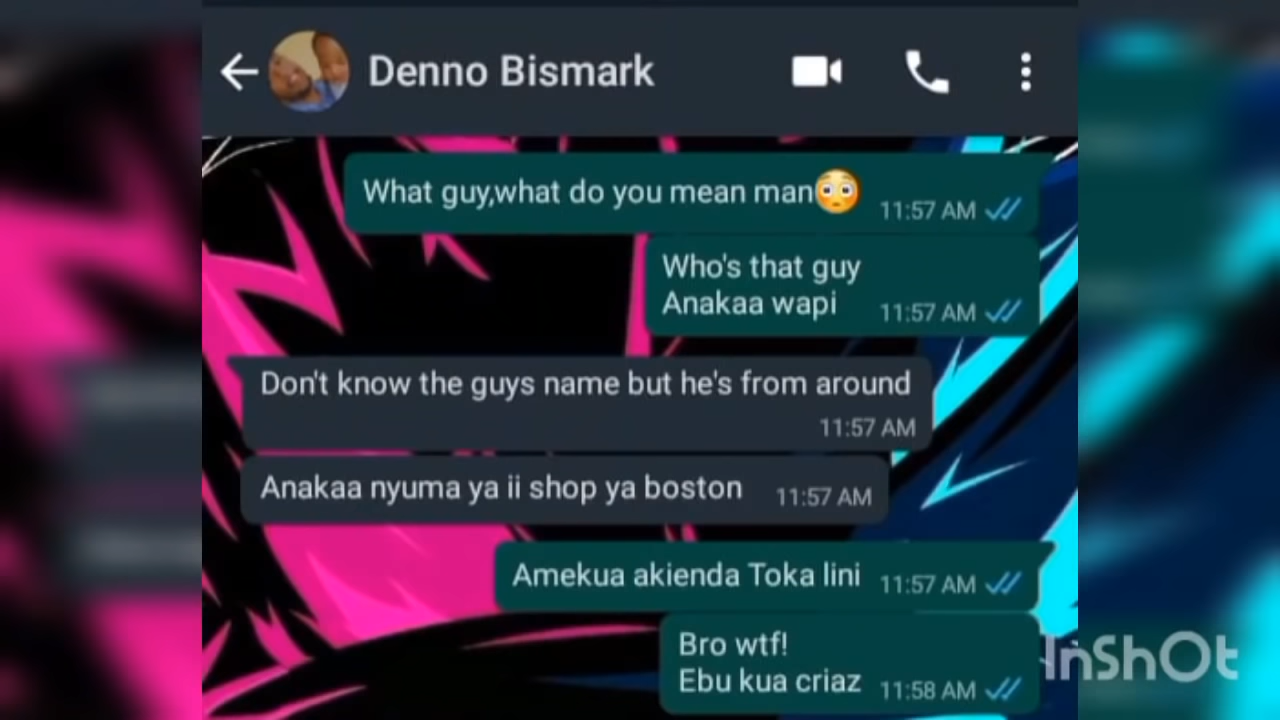 Denno Bismark
What guy,what do you mean man😳 11:57 AM
Who's that guy
Anakaa wapi 11:57 AM
Don't know the guys name but he's from around
11:57 AM
Anakaa nyuma ya ii shop ya boston 11:57 AM
Amekua akienda Toka lini 11:57 AM
Bro wtf!
Ebu kua criaz 11:58 AM
InShOt